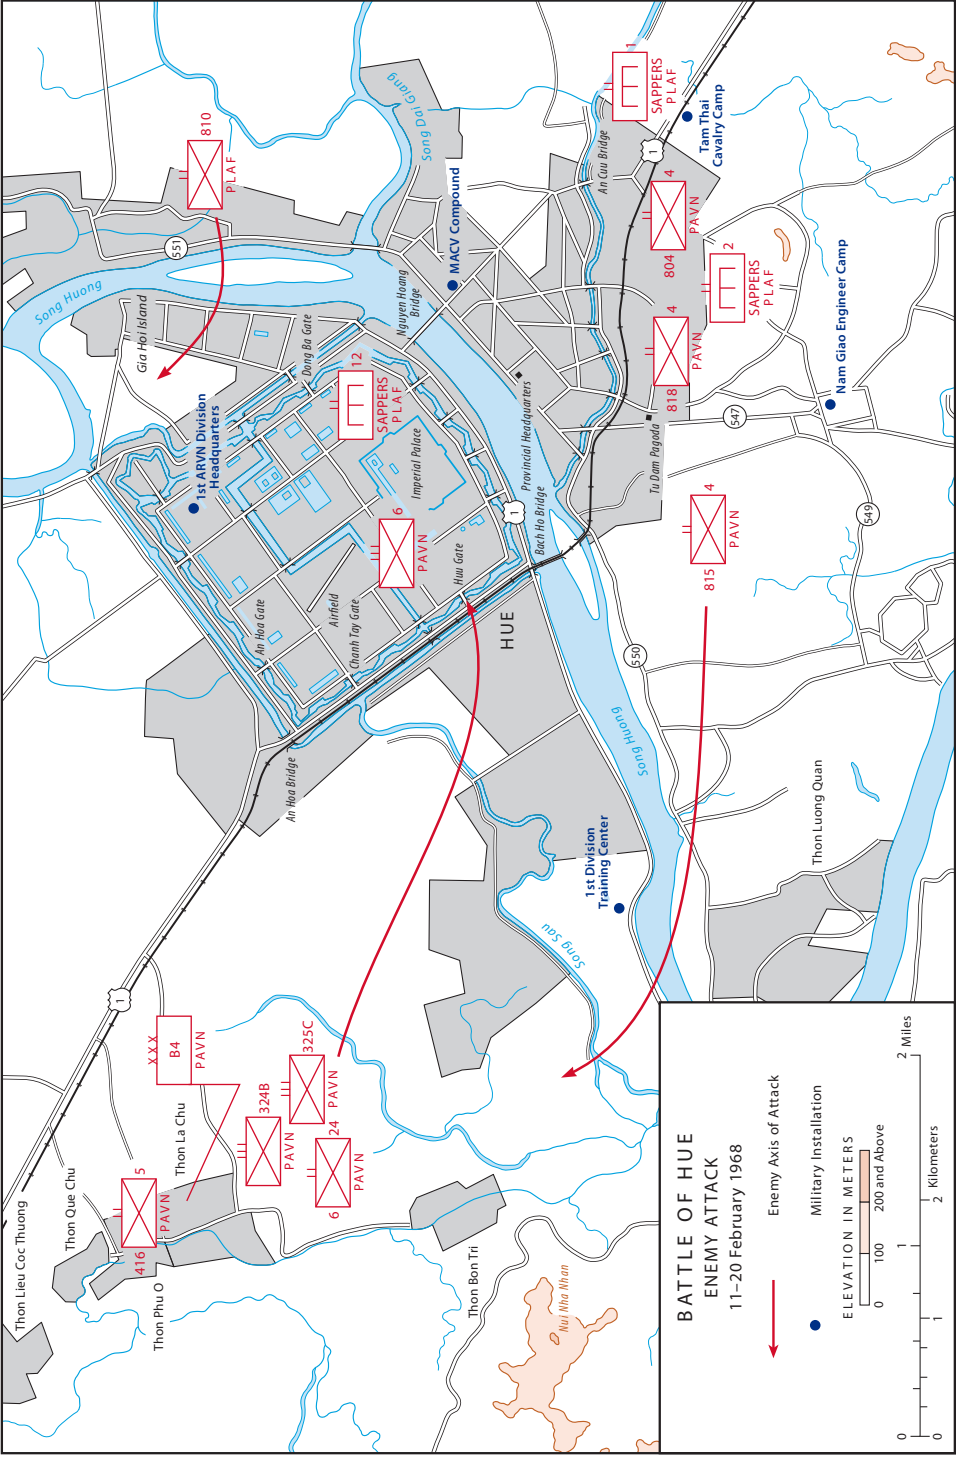 BATTLE OF HUE
ENEMY ATTACK
11–20 February 1968
Enemy Axis of Attack
Military Installation
ELEVATION IN METERS
0 100 200 and Above
0 1 2 Miles
0 1 2 Kilometers
Thon Lieu Coc Thuong
Thon Que Chu
Thon La Chu
Thon Phu O
Thon Bon Tri
Nui Nha Nhan
416
5
PAVN
XXX
B4
PAVN
324B
PAVN
325C
PAVN
6
24
PAVN
1
An Hoa Bridge
Song Sau
1st Division
Training Center
Thon Luong Quan
Song Huong
HUE
550
549
547
An Hoa Gate
Airfield
Chanh Tay Gate
Huu Gate
6
PAVN
1st ARVN Division
Headquarters
Imperial Palace
12
SAPPERS
PLAF
Dong Ba Gate
Gia Hoi Island
Song Huong
551
810
PLAF
Nguyen Hoang
Bridge
MACV Compound
Song Dai Giang
1
Bach Ho Bridge
Provincial Headquarters
Tu Dam Pagoda
815
4
PAVN
818
4
PAVN
804
4
PAVN
2
SAPPERS
PLAF
Nam Giao Engineer Camp
An Cuu Bridge
1
SAPPERS
PLAF
1
Tam Thai
Cavalry Camp